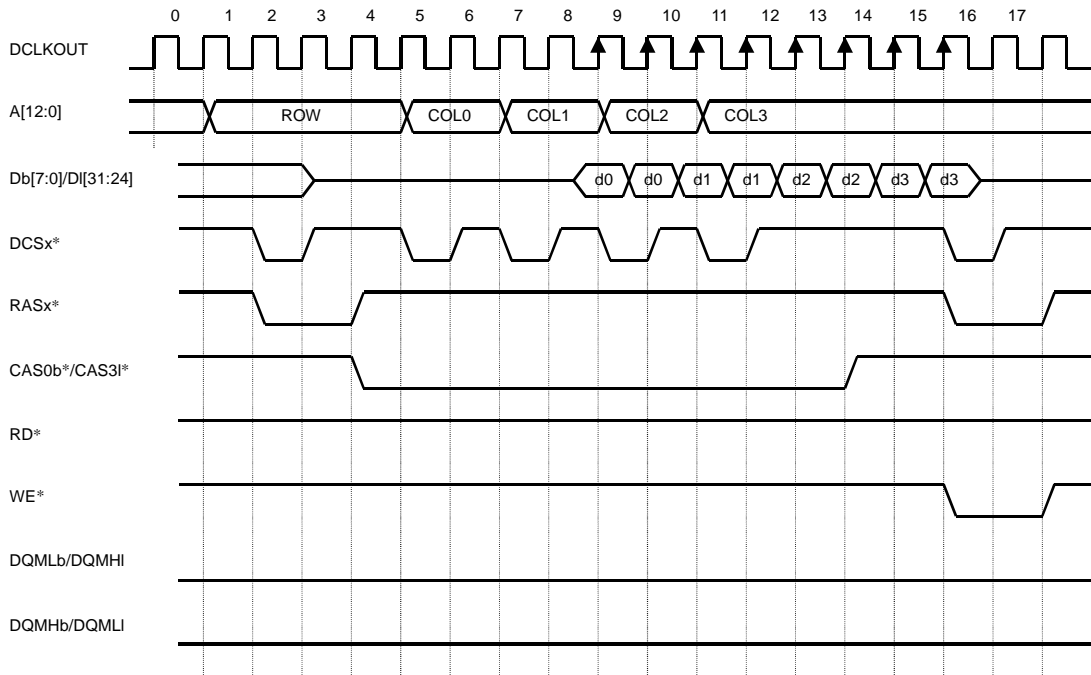 0 1 2 3 4 5 6 7 8 9 10 11 12 13 14 15 16 17
DCLKOUT
A[12:0] ROW COL0 COL1 COL2 COL3
Db[7:0]/Dl[31:24] d0 d0 d1 d1 d2 d2 d3 d3
DCSx*
RASx*
CAS0b*/CAS3l*
RD*
WE*
DQMLb/DQMHl
DQMHb/DQMLl